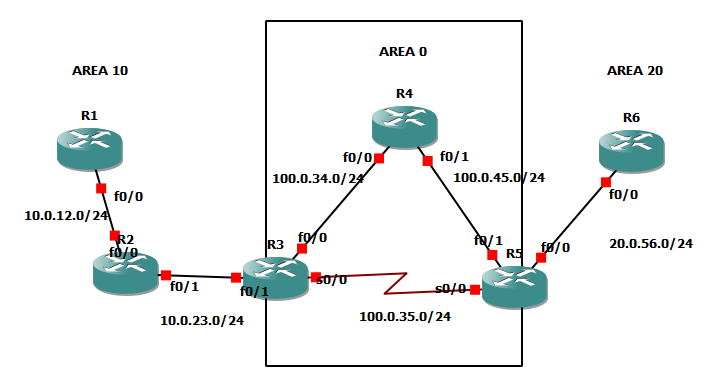 AREA 0
AREA 10
AREA 20
R4
R1
R6
f0/0
f0/1
100.0.34.0/24
100.0.45.0/24
f0/0
f0/0
10.0.12.0/24
R2
f0/0
R3
f0/0
f0/1
R5
f0/0
20.0.56.0/24
f0/1
f0/1
s0/0
s0/0
10.0.23.0/24
100.0.35.0/24